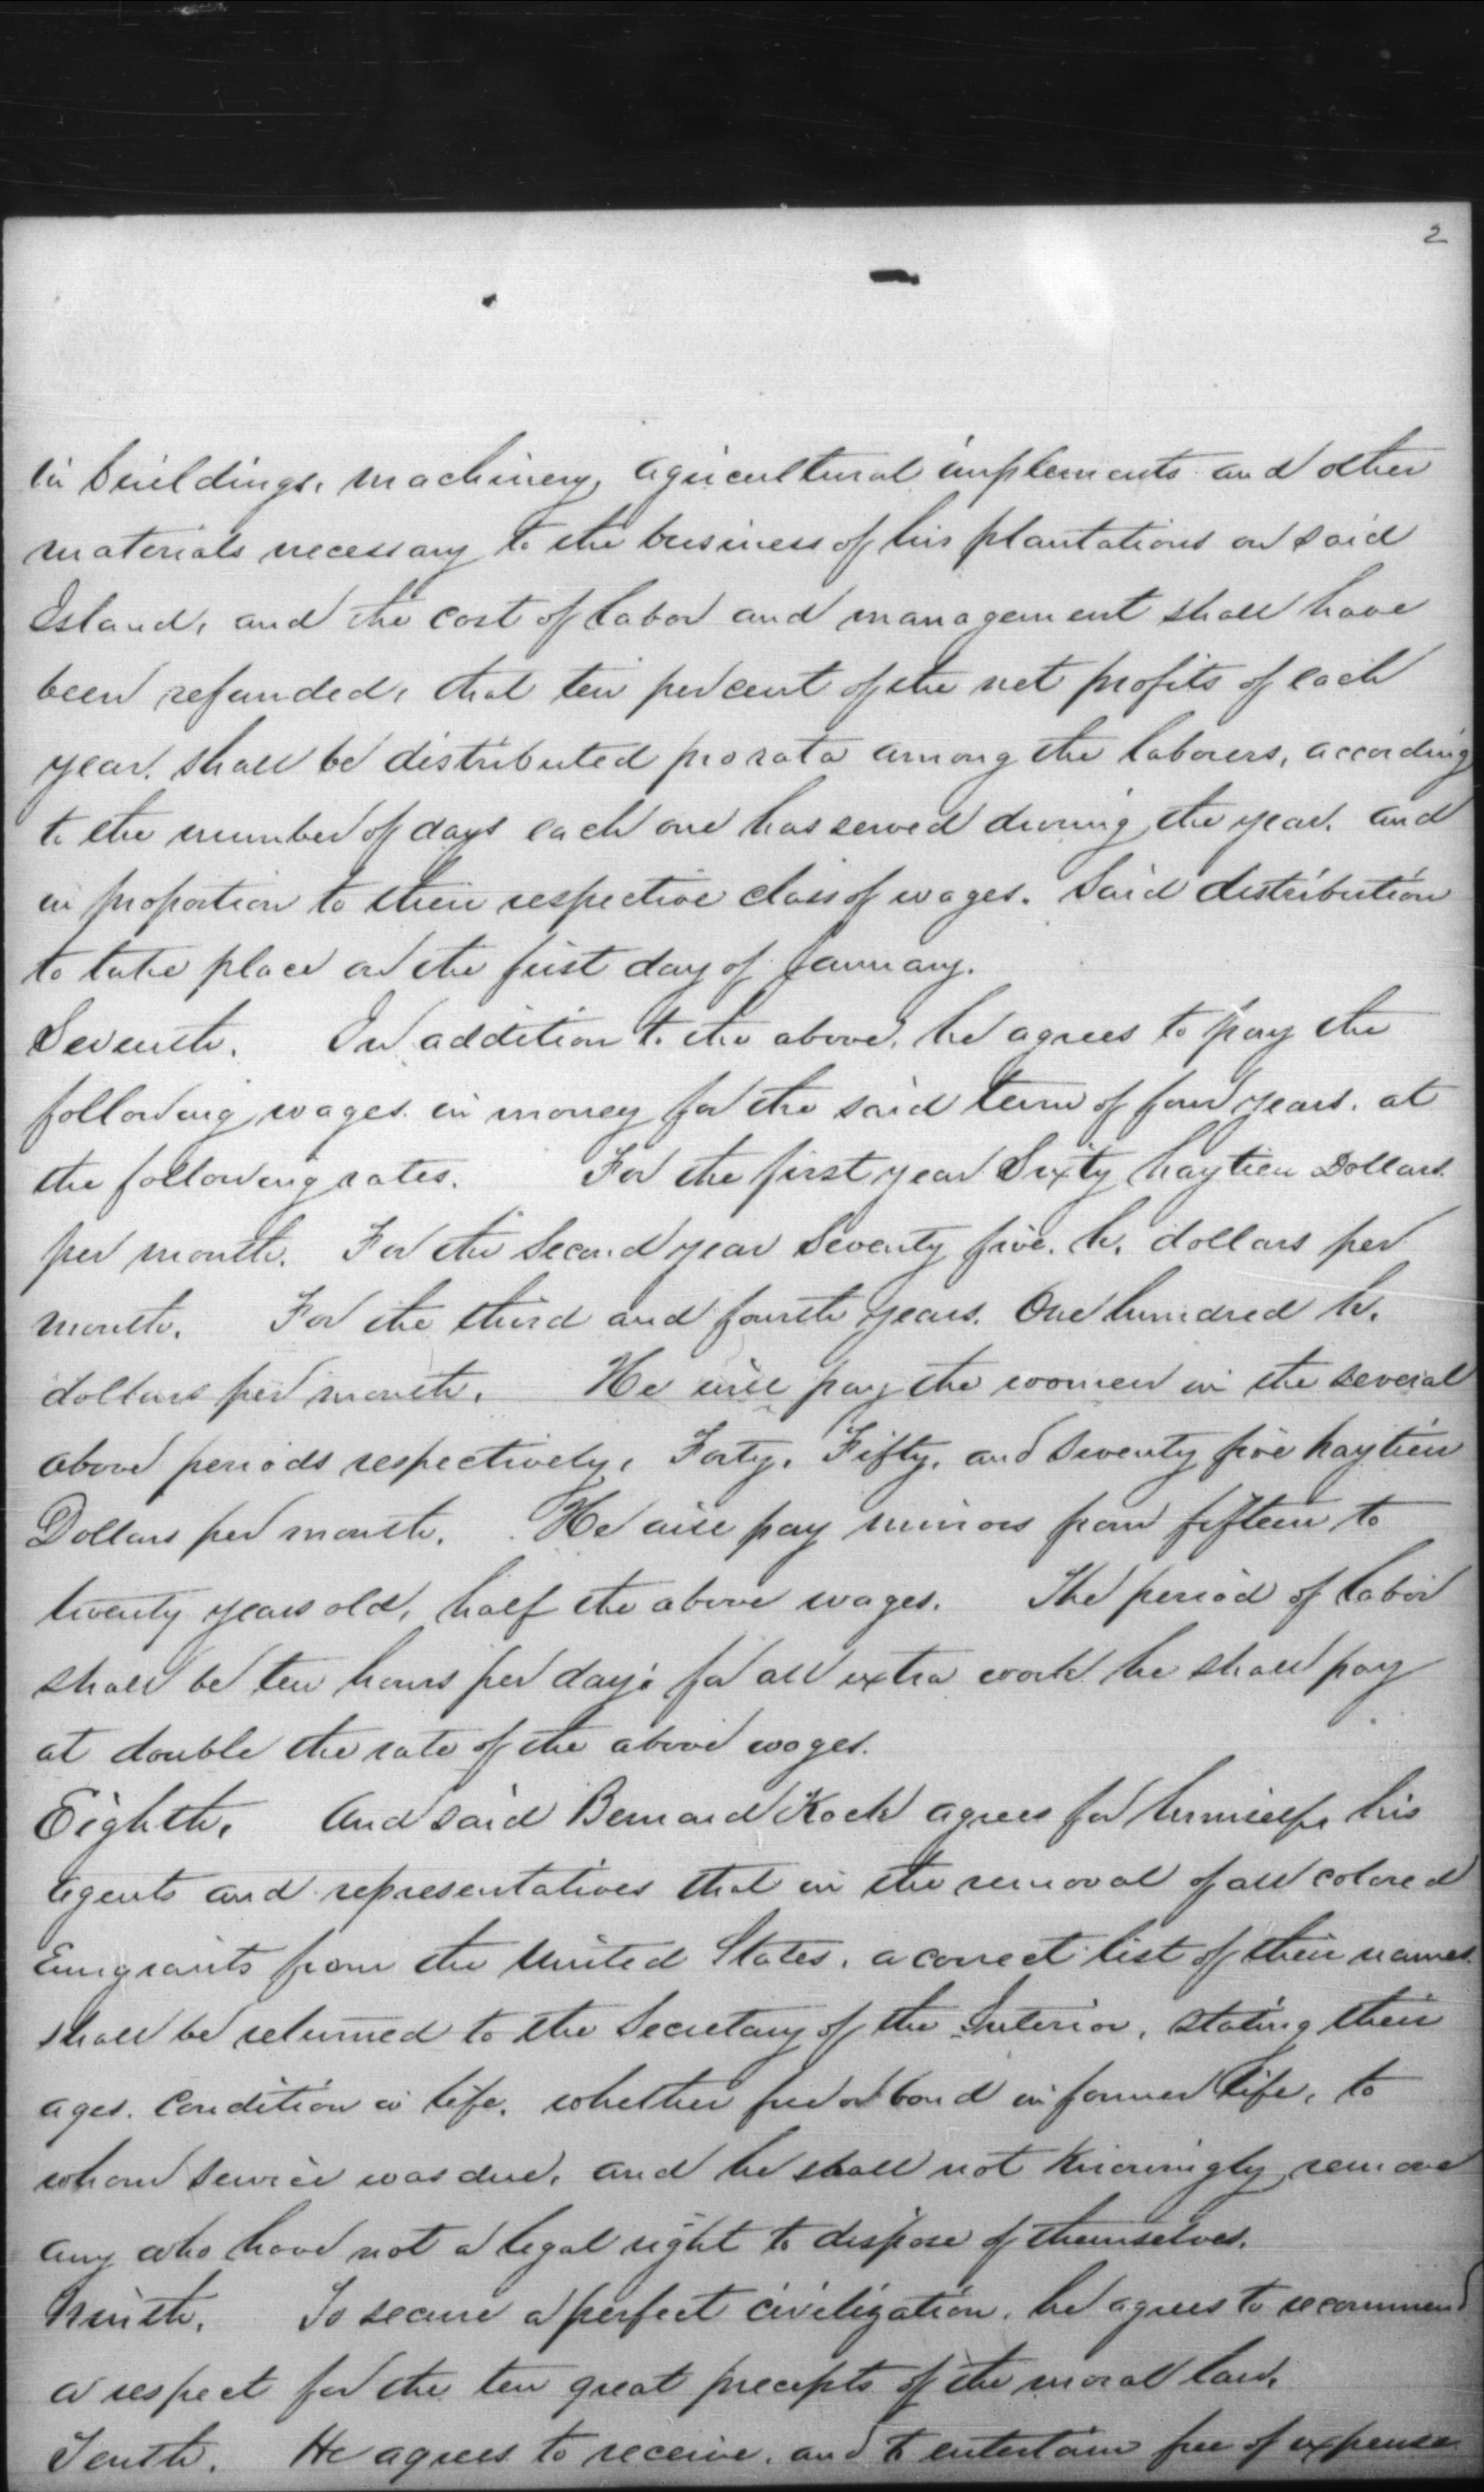 2
in buildings, machinery, agricultural implements and other
materials necessary to the business of his plantations on said
Island, and the cost of labor and management shall have
been refunded, that ten per cent of the net profits of each
year, shall be distributed pro rata among the laborers, according
to the number of days each one has served during the year, and
in proportion to their respective class of wages. Said distribution
to take place on the first day of January.
Seventh. In addition to the above, he agrees to pay the
following wages in money for the said term of four years, at
the following rates. For the first year Sixty haytien Dollars
per month. For the Second year Seventy five. h. dollars per
month. For the third and fourth years. One hundred h.
dollars per month. He will pay the women in the several
above periods respectively, Forty, Fifty, and Seventy five haytien
Dollars per month. He will pay minors from fifteen to
twenty years old, half the above wages. The period of labor
shall be ten hours per day; for all extra work he shall pay
at double the rate of the above wages.
Eighth. And said Bernard Kock agrees for himself, his
agents and representatives that in the removal of all colored
Emigrants from the United States, a correct list of their names
shall be returned to the Secretary of the Interior, stating their
ages, condition in life, whether free or bond in former life, to
whom service was due, and he shall not knowingly remove
any who have not a legal right to dispose of themselves.
Ninth. To secure a perfect civilization, he agrees to recommend
a respect for the ten great precepts of the moral law.
Tenth. He agrees to receive, and to entertain free of expense